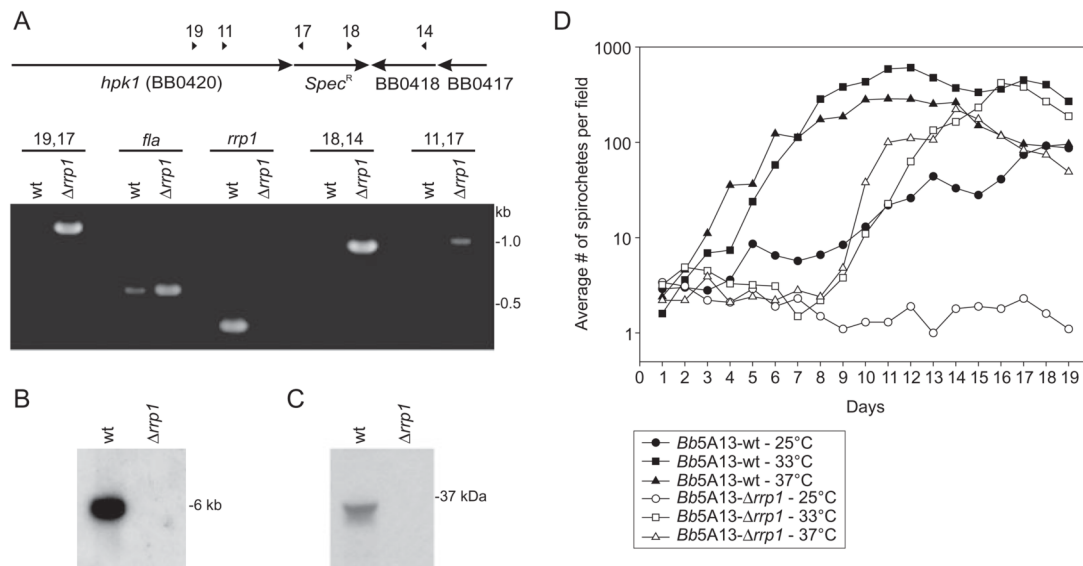 A
19 11 17 18 14
hpk1 (BB0420) Spec^R BB0418 BB0417
19,17 fla rrp1 18,14 11,17
wt Δrrp1 wt Δrrp1 wt Δrrp1 wt Δrrp1 wt Δrrp1
kb
-1.0
-0.5
B
wt Δrrp1
-6 kb
C
wt Δrrp1
-37 kDa
D
Average # of spirochetes per field
1000
100
10
1
0 1 2 3 4 5 6 7 8 9 10 11 12 13 14 15 16 17 18 19
Days
Bb5A13-wt - 25°C
Bb5A13-wt - 33°C
Bb5A13-wt - 37°C
Bb5A13-Δrrp1 - 25°C
Bb5A13-Δrrp1 - 33°C
Bb5A13-Δrrp1 - 37°C